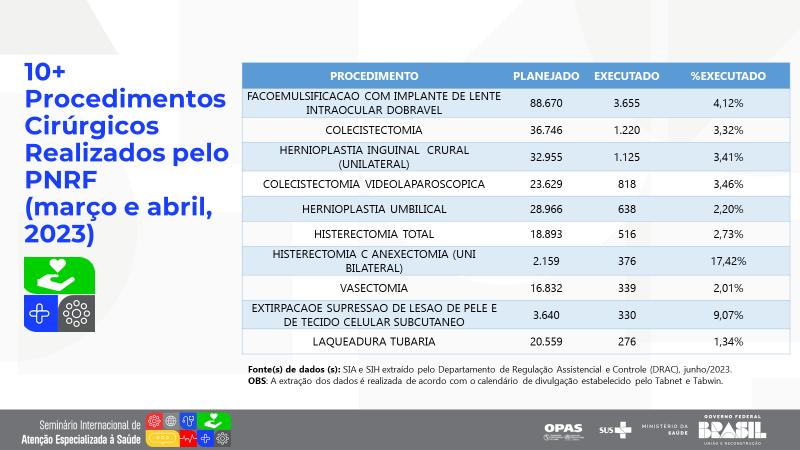 10+
Procedimentos
Cirúrgicos
Realizados pelo
PNRF
(março e abril,
2023)
PROCEDIMENTO PLANEJADO EXECUTADO %EXECUTADO
FACOEMULSIFICACAO COM IMPLANTE DE LENTE
INTRAOCULAR DOBRAVEL 88.670 3.655 4,12%
COLECISTECTOMIA 36.746 1.220 3,32%
HERNIOPLASTIA INGUINAL CRURAL
(UNILATERAL) 32.955 1.125 3,41%
COLECISTECTOMIA VIDEOLAPAROSCOPICA 23.629 818 3,46%
HERNIOPLASTIA UMBILICAL 28.966 638 2,20%
HISTERECTOMIA TOTAL 18.893 516 2,73%
HISTERECTOMIA C ANEXECTOMIA (UNI
BILATERAL) 2.159 376 17,42%
VASECTOMIA 16.832 339 2,01%
EXTIRPACAOE SUPRESSAO DE LESAO DE PELE E
DE TECIDO CELULAR SUBCUTANEO 3.640 330 9,07%
LAQUEADURA TUBARIA 20.559 276 1,34%
Fonte(s) de dados (s): SIA e SIH extraído pelo Departamento de Regulação Assistencial e Controle (DRAC), junho/2023.
OBS: A extração dos dados é realizada de acordo com o calendário de divulgação estabelecido pelo Tabnet e Tabwin.
Seminário Internacional de
Atenção Especializada à Saúde
OPAS
SUS
MINISTÉRIO DA
SAÚDE
GOVERNO FEDERAL
BRASIL
UNIÃO E RECONSTRUÇÃO